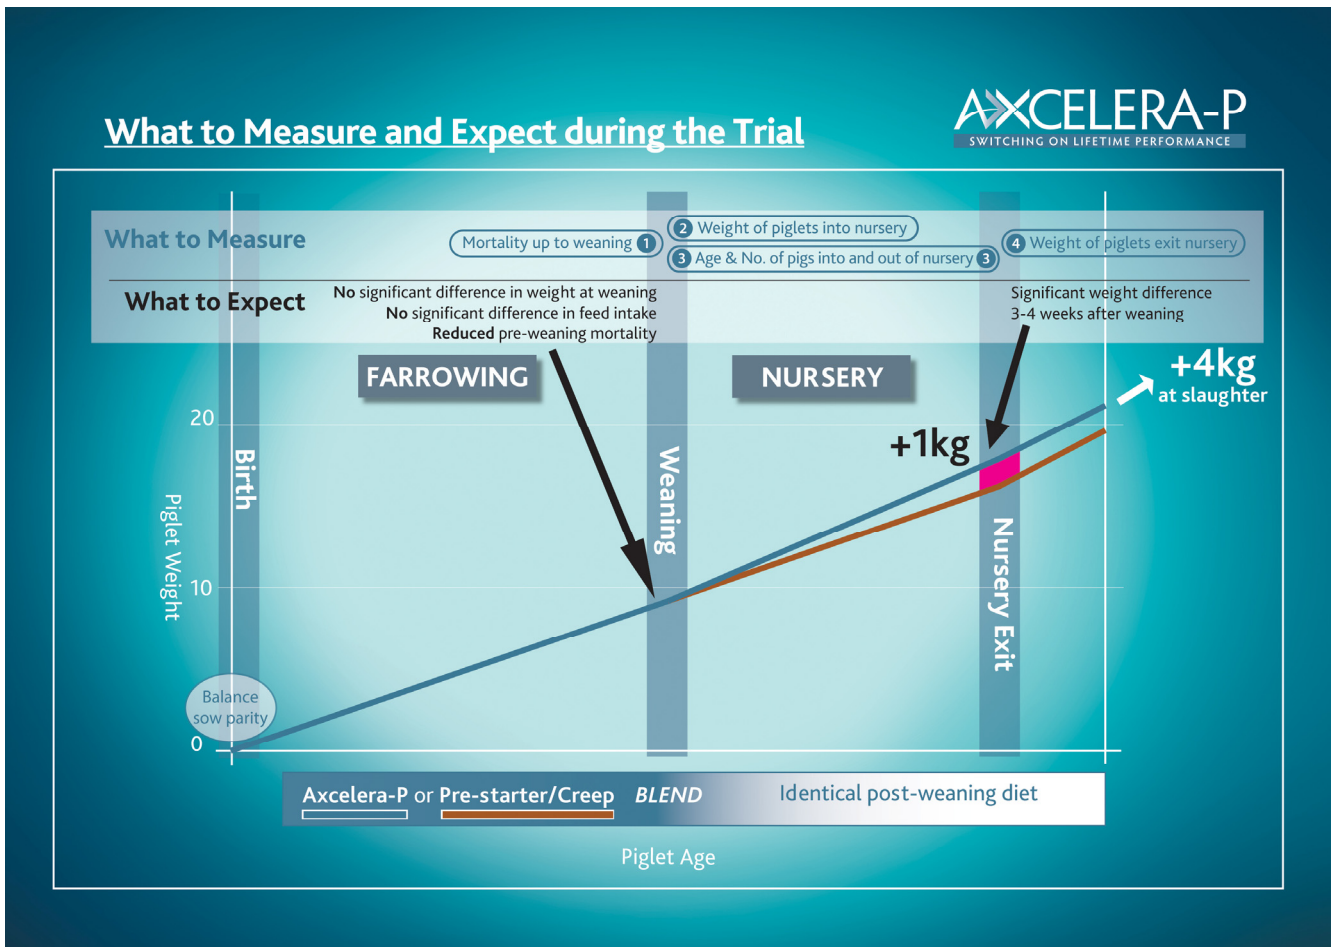 What to Measure and Expect during the Trial
AXCELERA-P
SWITCHING ON LIFETIME PERFORMANCE
What to Measure
Mortality up to weaning 1
2 Weight of piglets into nursery
3 Age & No. of pigs into and out of nursery 3
4 Weight of piglets exit nursery
What to Expect
No significant difference in weight at weaning
No significant difference in feed intake
Reduced pre-weaning mortality
Significant weight difference
3-4 weeks after weaning
FARROWING
NURSERY
+4kg
at slaughter
+1kg
20
10
0
Piglet Weight
Birth
Weaning
Nursery Exit
Balance
sow parity
Axcelera-P or Pre-starter/Creep BLEND
Identical post-weaning diet
Piglet Age